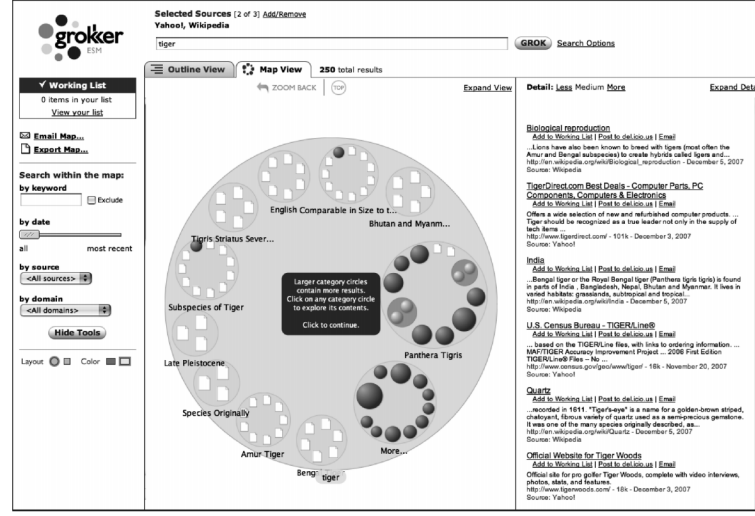 grokker
ESM
Selected Sources [2 of 3] Add/Remove
Yahoo!, Wikipedia
tiger
GROK Search Options
Outline View Map View 250 total results
ZOOM BACK TOP Expand View
✓ Working List
0 items in your list
View your list
Email Map...
Export Map...
Search within the map:
by keyword
Exclude
by date
all most recent
by source
<All sources>
by domain
<All domains>
Hide Tools
Layout Color
English Comparable in Size to t...
Bhutan and Myanm...
Tigris Striatus Sever...
Larger category circles
contain more results.
Click on any category circle
to explore its contents.
Click to continue.
Subspecies of Tiger
Panthera Tigris
Late Pleistocene
Species Originally
Amur Tiger
More...
tiger
Detail: Less Medium More
Biological reproduction
Add to Working List | Post to del.icio.us | Email
...Lions have also been known to breed with tigers (most often the
Amur and Bengal subspecies) to create hybrids called ligers and...
http://en.wikipedia.org/wiki/Biological_reproduction - December 5, 2007
Source: Wikipedia
TigerDirect.com Best Deals - Computer Parts, PC
Components, Computers & Electronics
Add to Working List | Post to del.icio.us | Email
Offers a wide selection of new and refurbished computer products. ...
Tiger should be recognized as a true leader not only in the supply of
tech items ...
http://www.tigerdirect.com/ - 101k - December 3, 2007
Source: Yahoo!
India
Add to Working List | Post to del.icio.us | Email
...Bengal tiger or the Royal Bengal tiger (Panthera tigris tigris) is found
in parts of India , Bangladesh, Nepal, Bhutan and Myanmar. It lives in
varied habitats: grasslands, subtropical and tropical...
http://en.wikipedia.org/wiki/India - December 5, 2007
Source: Wikipedia
U.S. Census Bureau - TIGER/Line®
Add to Working List | Post to del.icio.us | Email
... based on the TIGER/Line files, with links to ordering information. ...
MAF/TIGER Accuracy Improvement Project ... 2006 First Edition
TIGER/Line® Files – No ...
http://www.census.gov/geo/www/tiger/ - 16k - November 20, 2007
Source: Yahoo!
Quartz
Add to Working List | Post to del.icio.us | Email
...recorded in 1611. "Tiger's-eye" is a name for a golden-brown striped,
chatoyant, fibrous variety of quartz used as a semi-precious gemstone.
It was one of the many species originally described, as...
http://en.wikipedia.org/wiki/Quartz - December 5, 2007
Source: Wikipedia
Official Website for Tiger Woods
Add to Working List | Post to del.icio.us | Email
Official site for pro golfer Tiger Woods, complete with video interviews,
photos, stats, and features.
http://www.tigerwoods.com/ - 18k - December 3, 2007
Source: Yahoo!